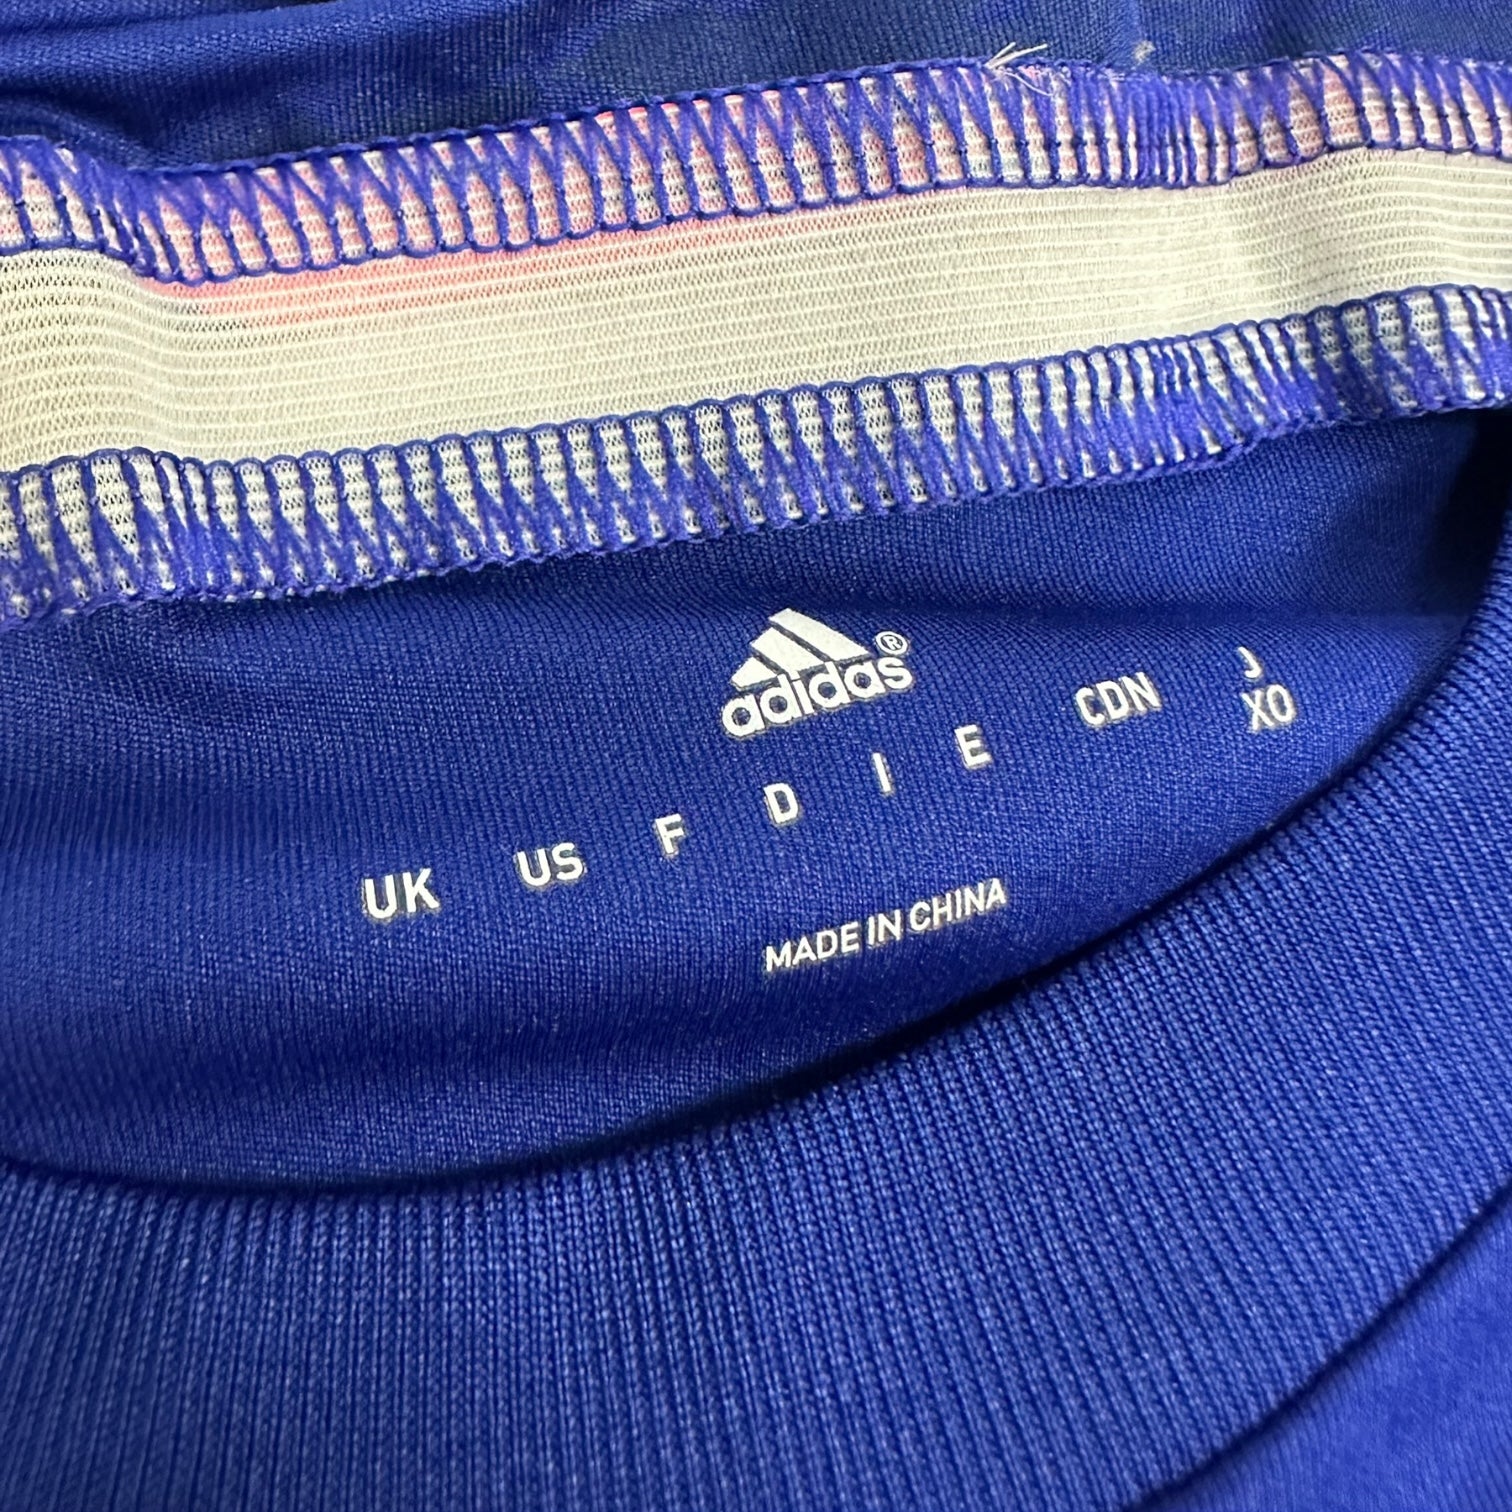 adidas®
UK US F D I E CDN J
XO
MADE IN CHINA